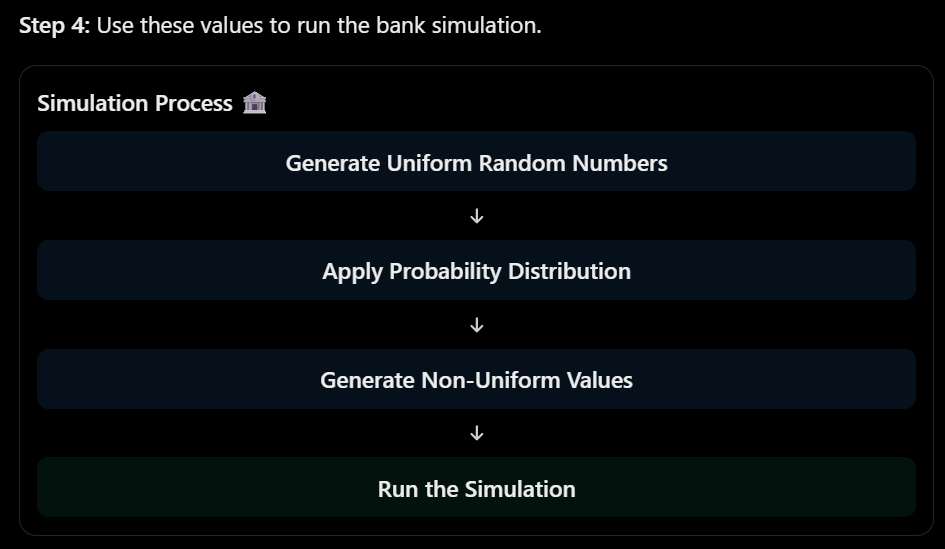 Step 4: Use these values to run the bank simulation.
Simulation Process 🏦
Generate Uniform Random Numbers
↓
Apply Probability Distribution
↓
Generate Non-Uniform Values
↓
Run the Simulation